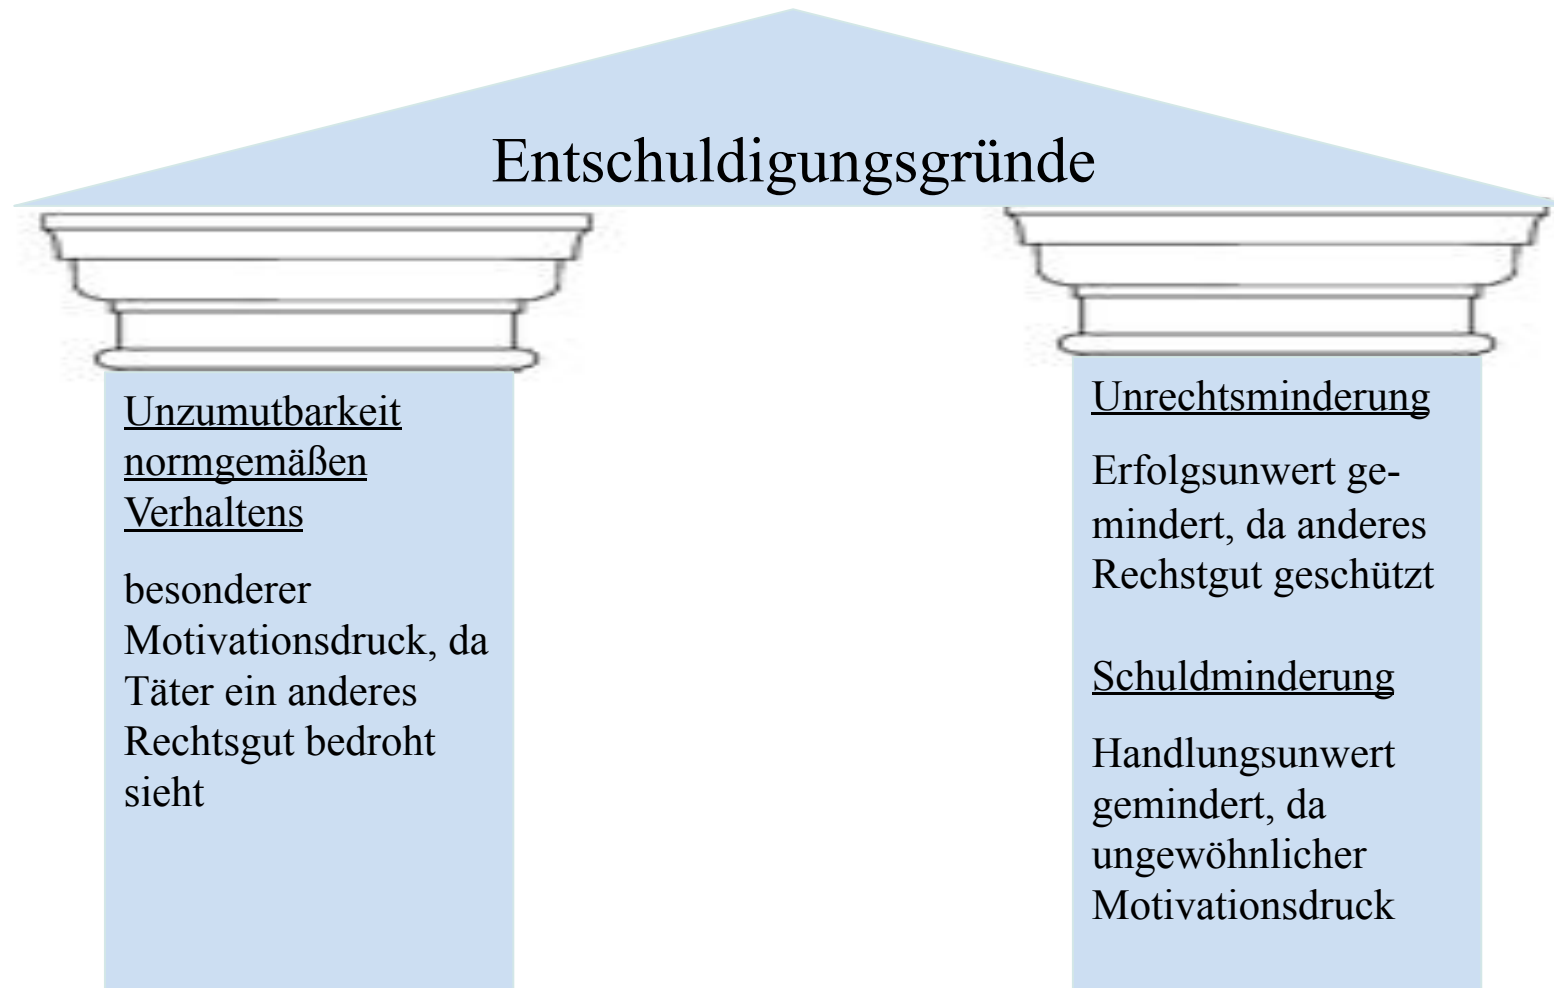 Entschuldigungsgründe
Unzumutbarkeit
normgemäßen
Verhaltens
besonderer
Motivationsdruck, da
Täter ein anderes
Rechtsgut bedroht
sieht
Unrechtsminderung
Erfolgsunwert ge-
mindert, da anderes
Rechstgut geschützt
Schuldminderung
Handlungsunwert
gemindert, da
ungewöhnlicher
Motivationsdruck